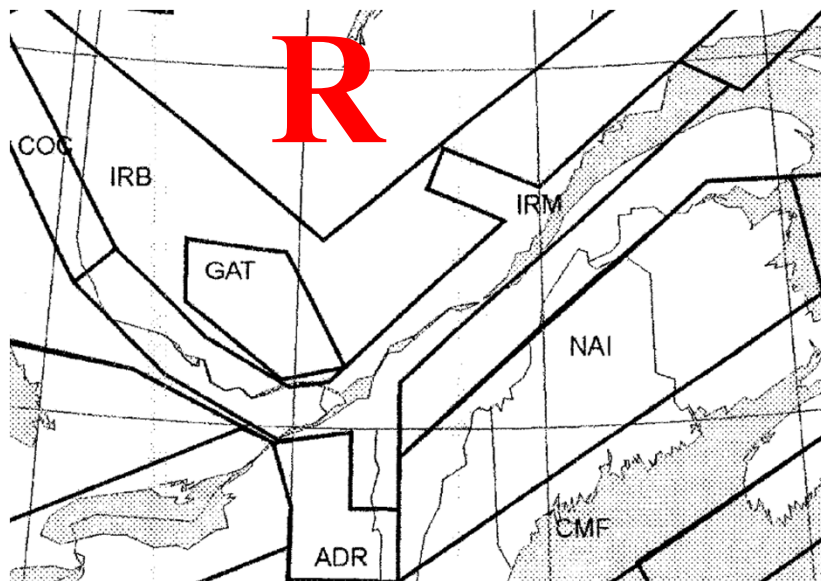 R
COC
IRB
IRM
GAT
NAI
CMF
ADR